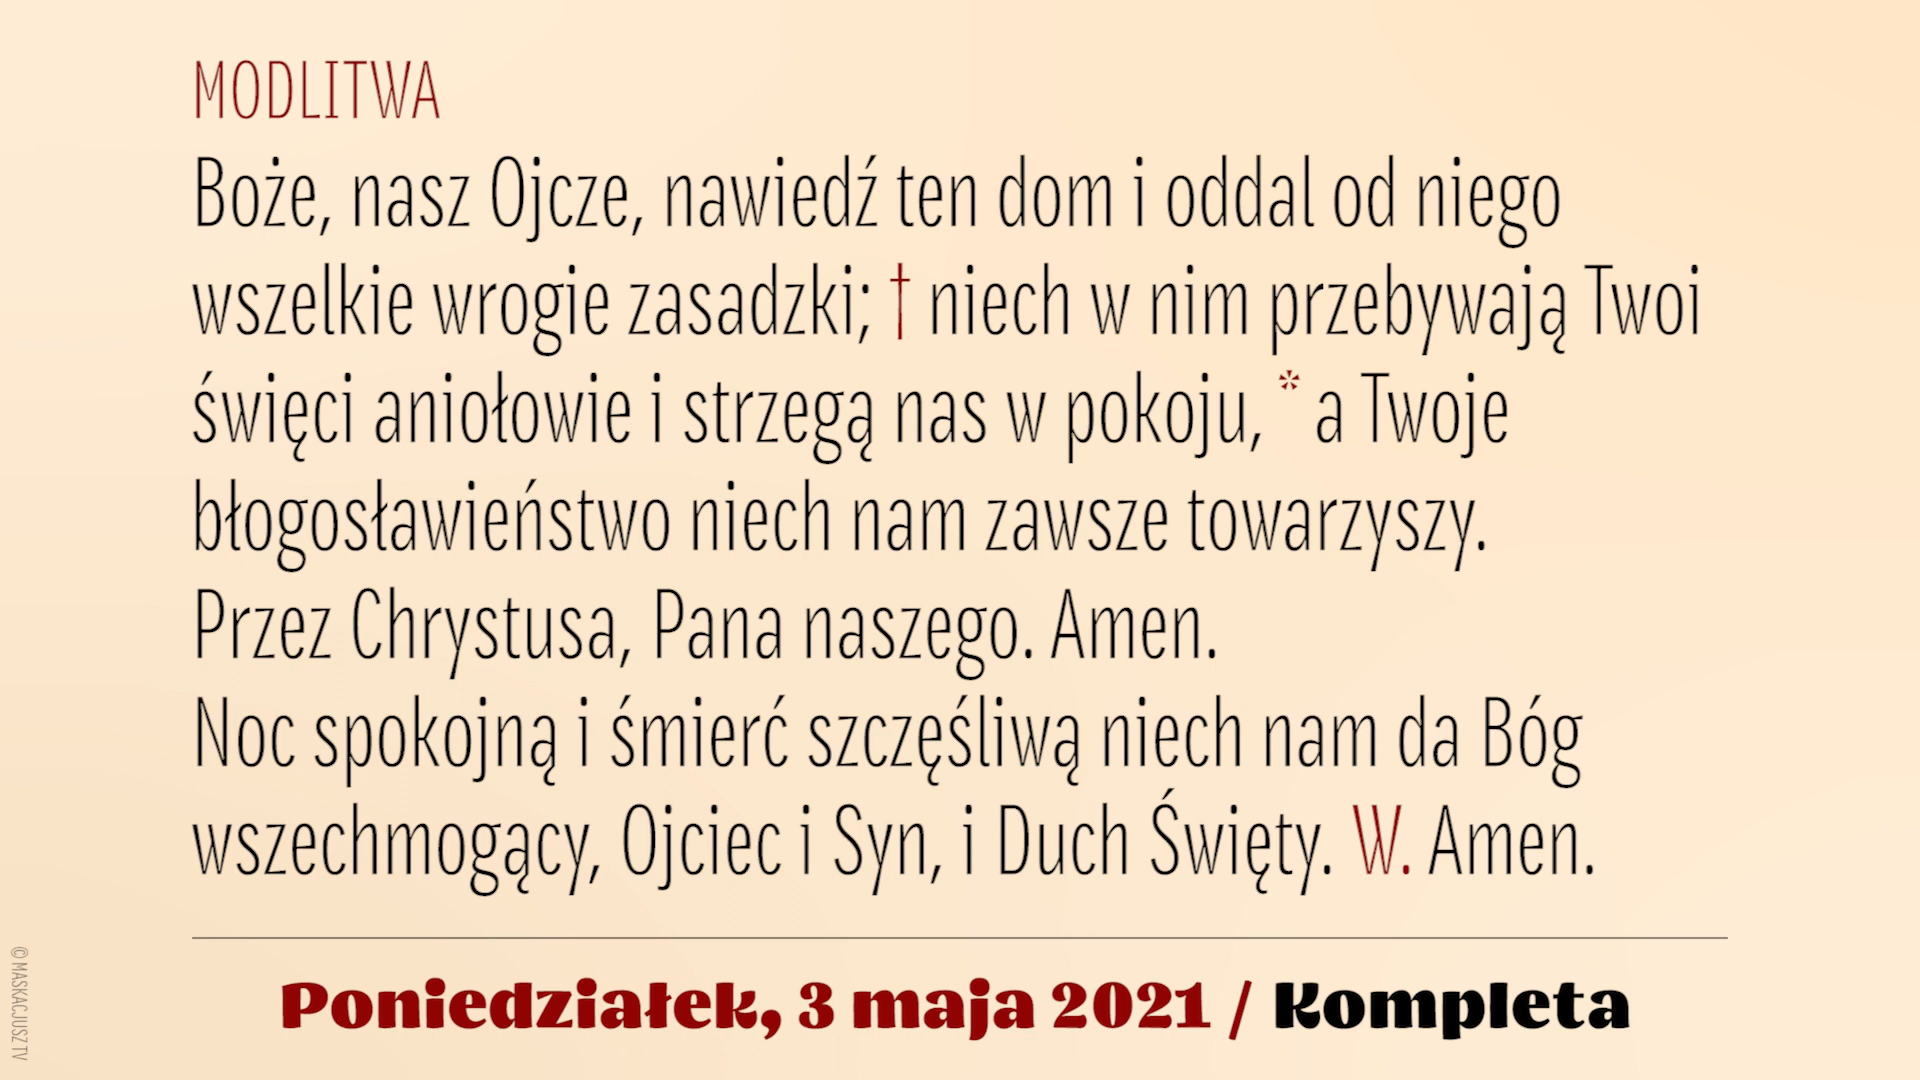 MODLITWA
Boże, nasz Ojcze, nawiedź ten dom i oddal od niego
wszelkie wrogie zasadzki; † niech w nim przebywają Twoi
święci aniołowie i strzegą nas w pokoju, * a Twoje
błogosławieństwo niech nam zawsze towarzyszy.
Przez Chrystusa, Pana naszego. Amen.
Noc spokojną i śmierć szczęśliwą niech nam da Bóg
wszechmogący, Ojciec i Syn, i Duch Święty. W. Amen.
Poniedziałek, 3 maja 2021 / Kompleta
© MASKACJUSZ TV